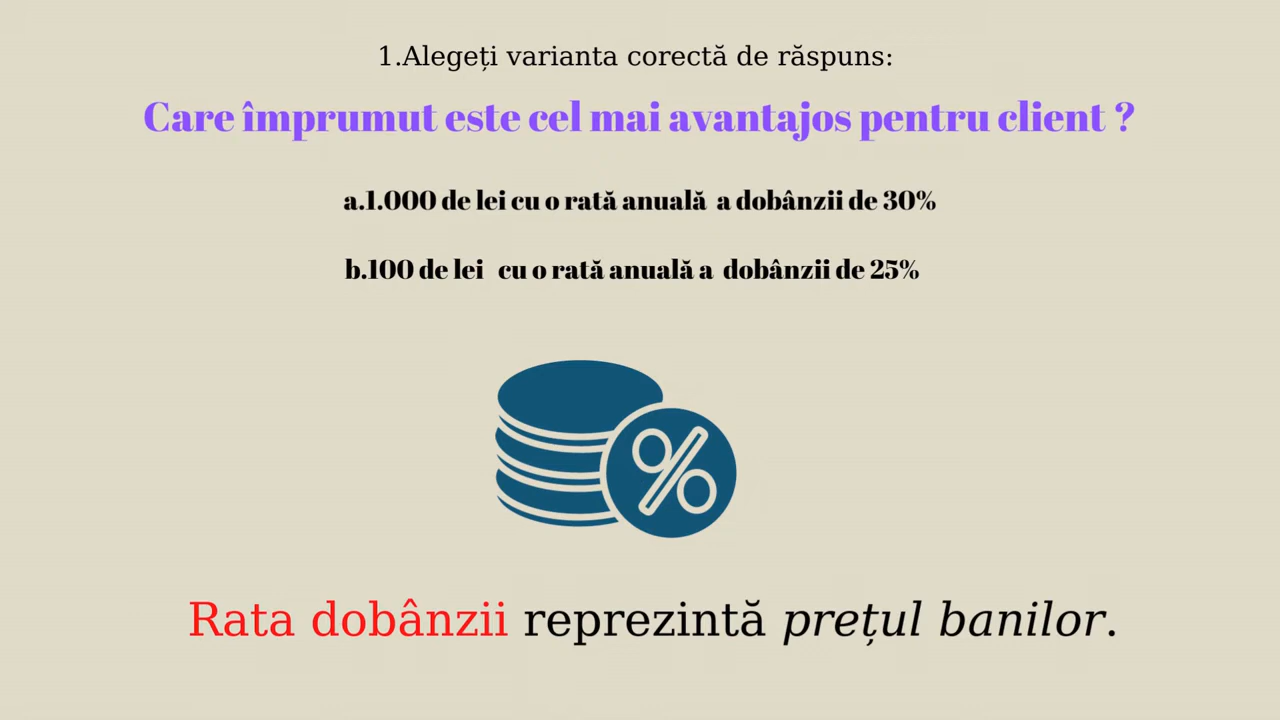 1.Alegeți varianta corectă de răspuns:
Care împrumut este cel mai avantajos pentru client ?
a.1.000 de lei cu o rată anuală a dobânzii de 30%
b.100 de lei cu o rată anuală a dobânzii de 25%
%
Rata dobânzii reprezintă prețul banilor.